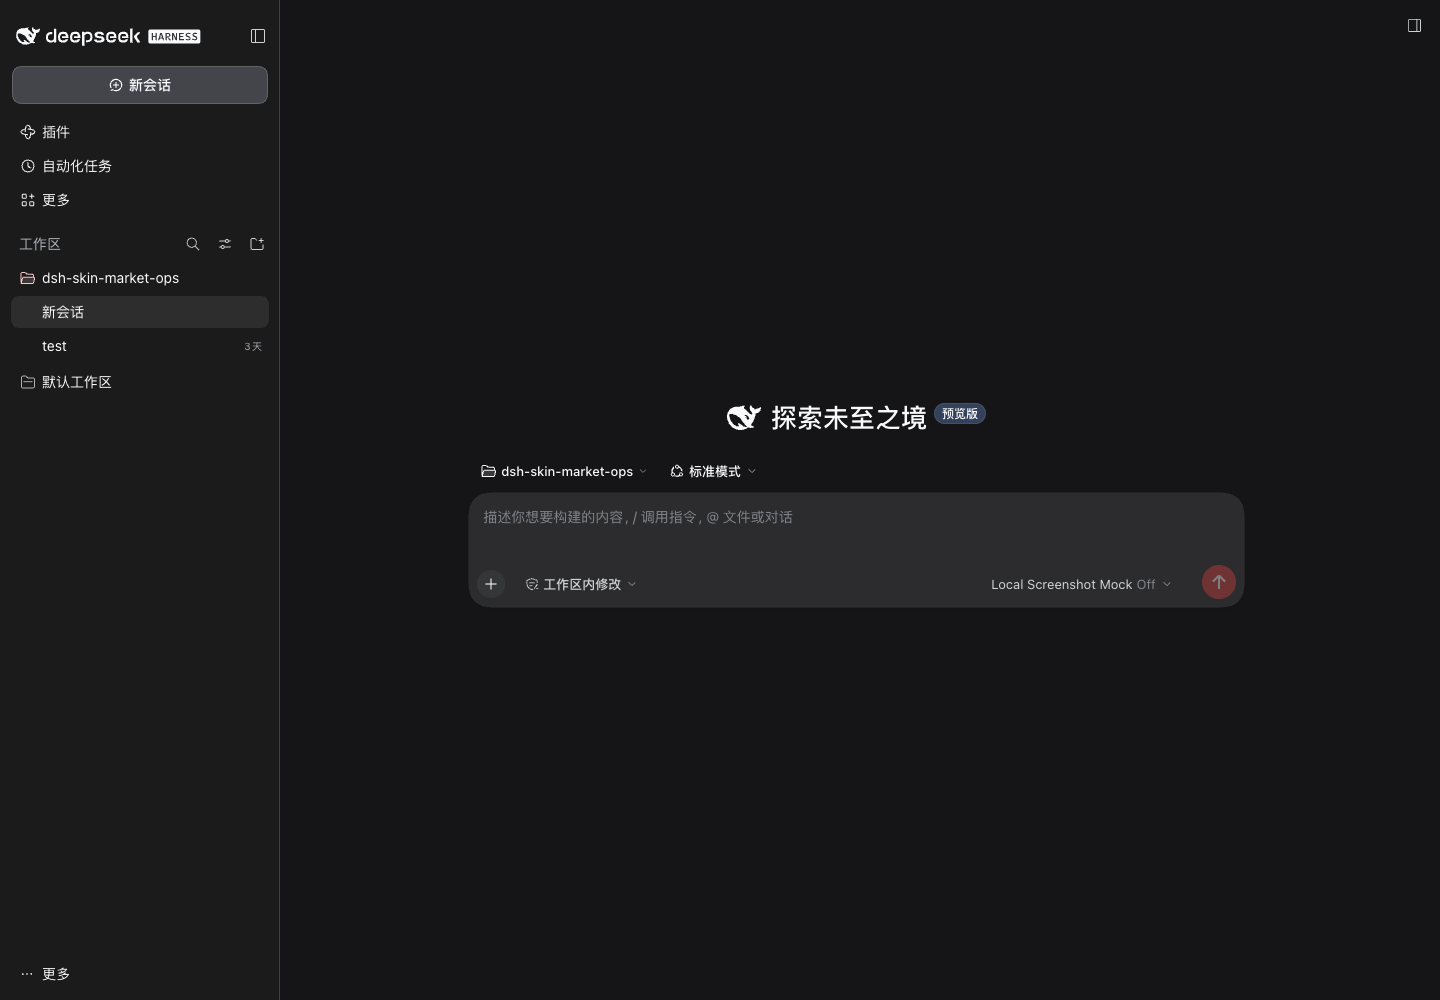 deepseek HARNESS
新会话
插件
自动化任务
更多
工作区
dsh-skin-market-ops
新会话
test 3 天
默认工作区
更多
探索未至之境 预览版
dsh-skin-market-ops 标准模式
描述你想要构建的内容, / 调用指令, @ 文件或对话
工作区内修改 Local Screenshot Mock Off